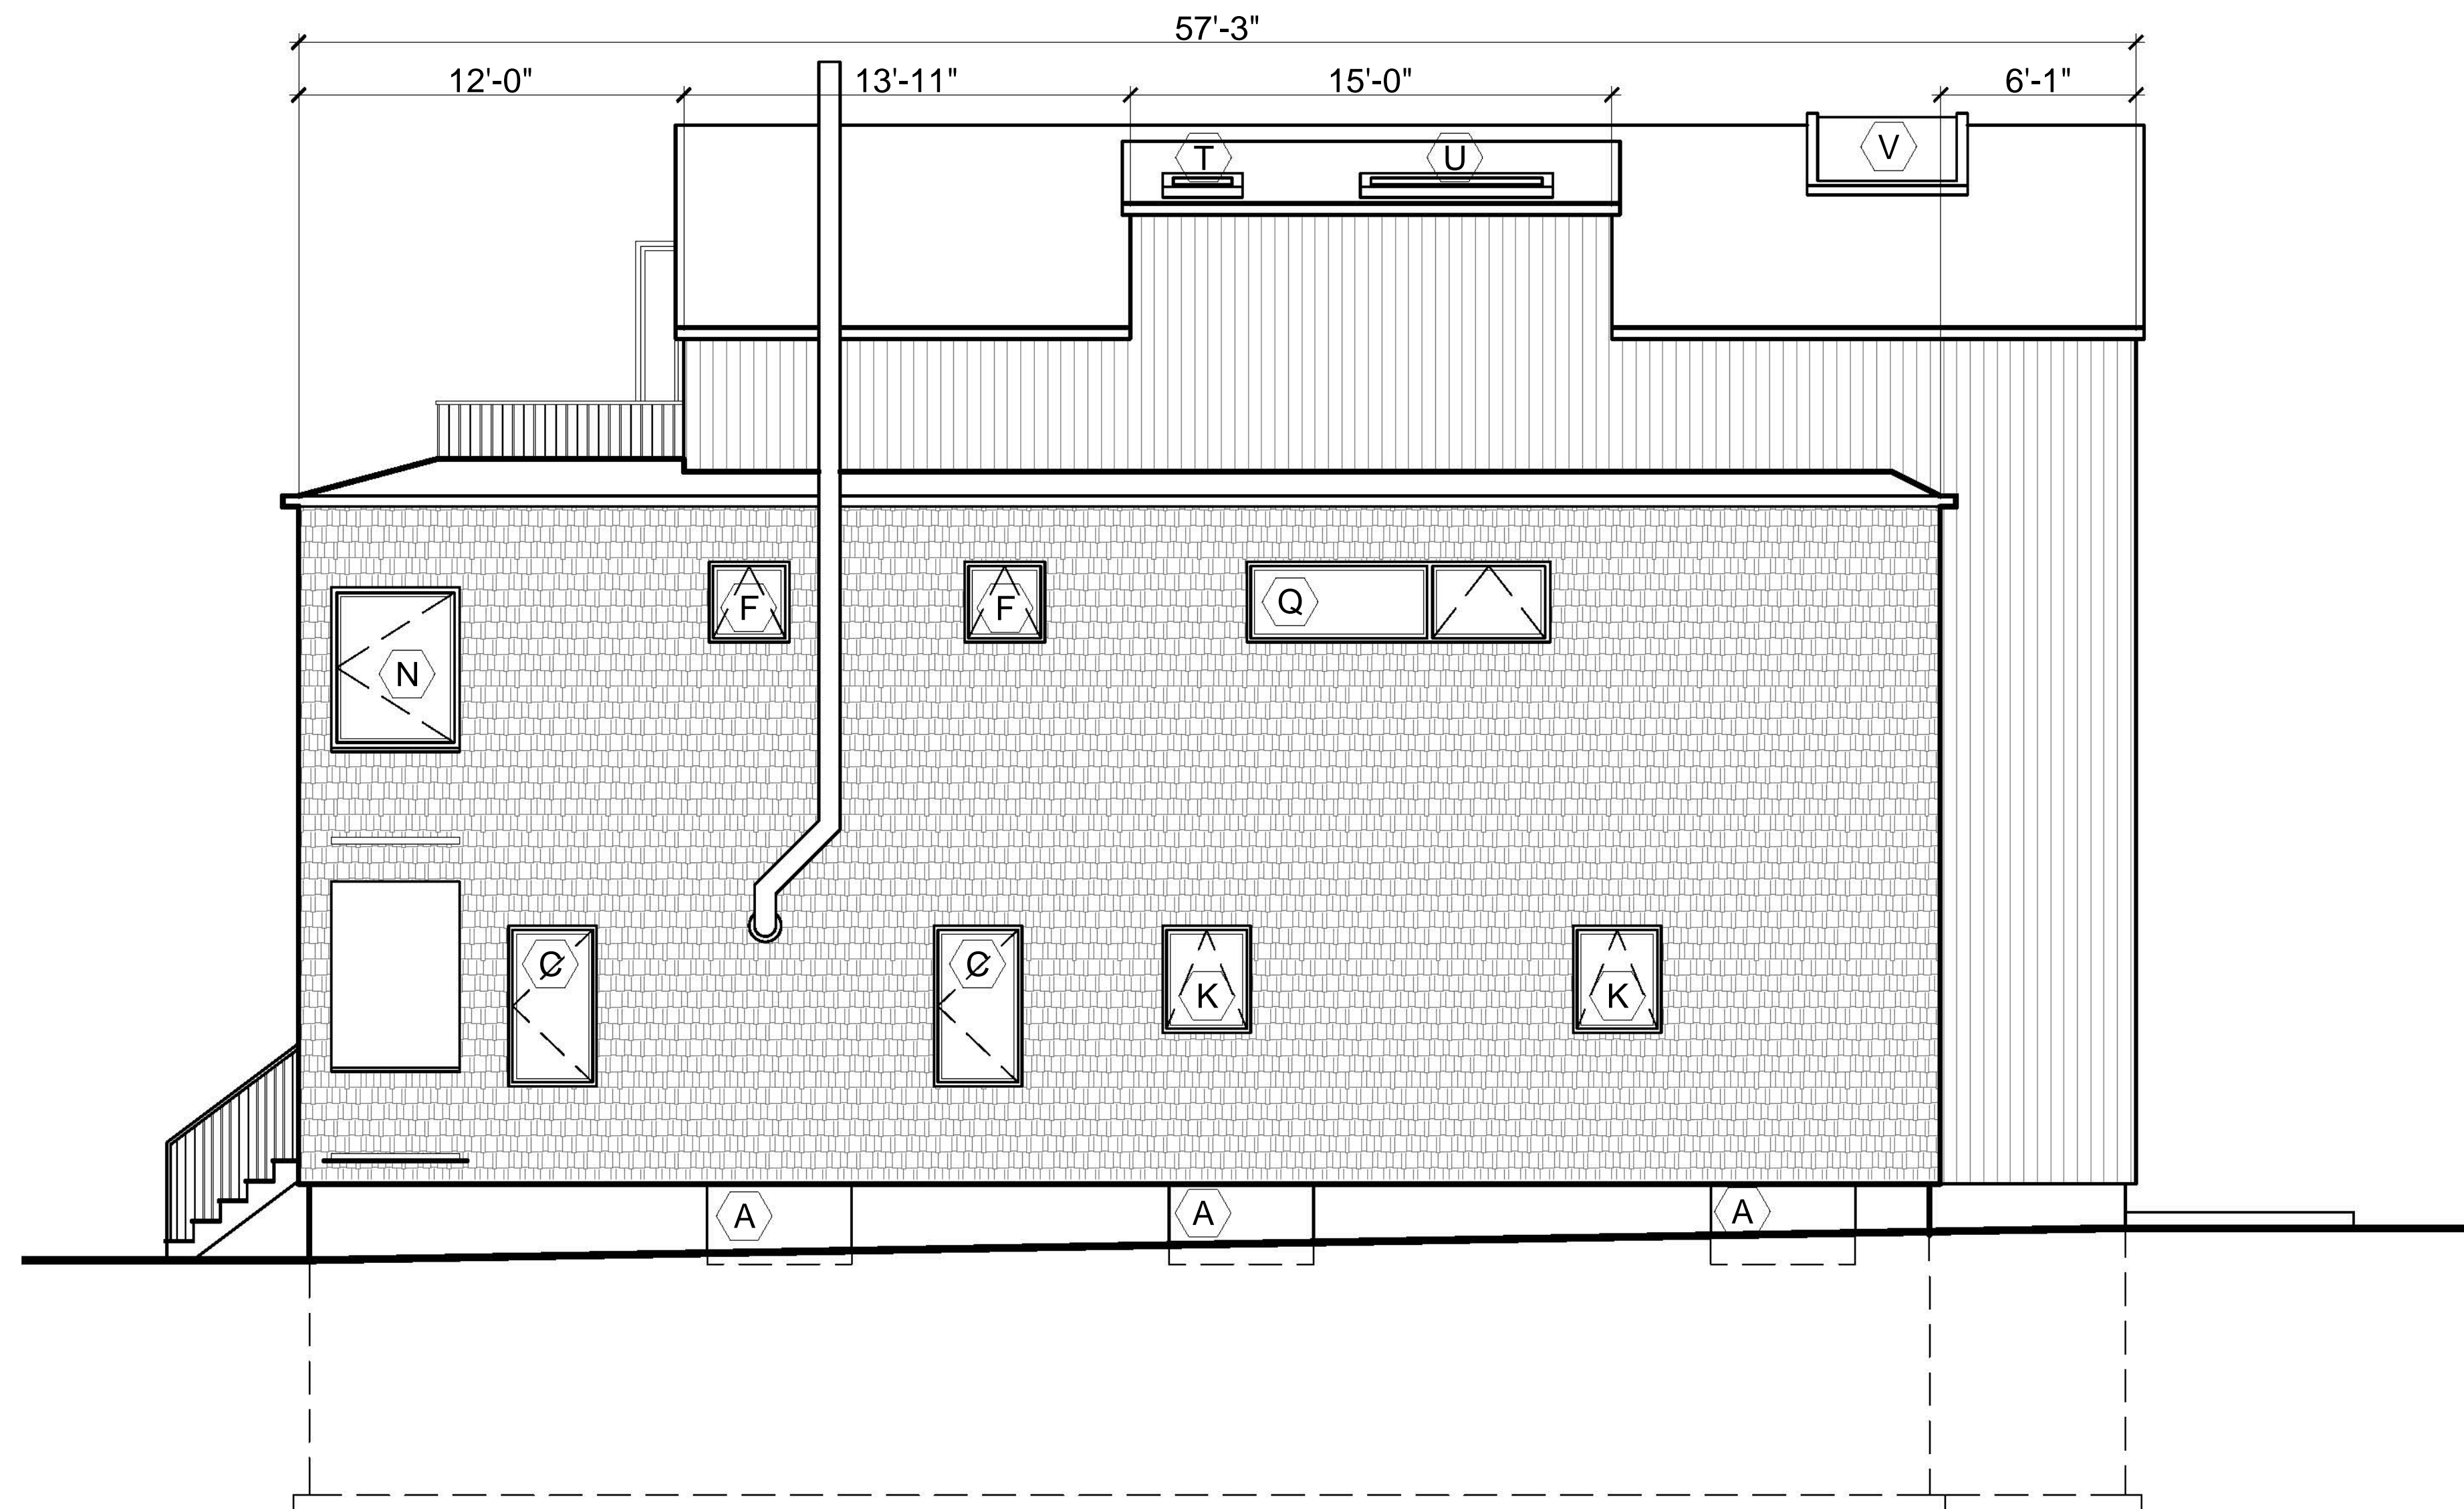 57'-3"
12'-0" 13'-11" 15'-0" 6'-1"
T U V
F F Q
N
₵ ₵
K K
A A A